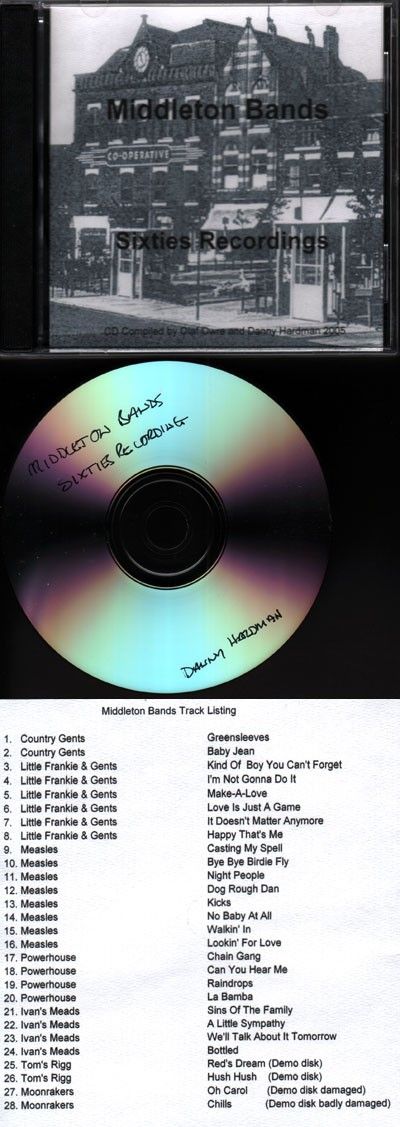 Middleton Bands
CO-OPERATIVE
Sixties Recordings
CD Compiled by Olaf Owre and Danny Hardman 2005
MIDDLETON BANDS
SIXTIES RECORDING
DANNY HARDMAN
Middleton Bands Track Listing
1. Country Gents Greensleeves
2. Country Gents Baby Jean
3. Little Frankie & Gents Kind Of Boy You Can't Forget
4. Little Frankie & Gents I'm Not Gonna Do It
5. Little Frankie & Gents Make-A-Love
6. Little Frankie & Gents Love Is Just A Game
7. Little Frankie & Gents It Doesn't Matter Anymore
8. Little Frankie & Gents Happy That's Me
9. Measles Casting My Spell
10. Measles Bye Bye Birdie Fly
11. Measles Night People
12. Measles Dog Rough Dan
13. Measles Kicks
14. Measles No Baby At All
15. Measles Walkin' In
16. Measles Lookin' For Love
17. Powerhouse Chain Gang
18. Powerhouse Can You Hear Me
19. Powerhouse Raindrops
20. Powerhouse La Bamba
21. Ivan's Meads Sins Of The Family
22. Ivan's Meads A Little Sympathy
23. Ivan's Meads We'll Talk About It Tomorrow
24. Ivan's Meads Bottled
25. Tom's Rigg Red's Dream (Demo disk)
26. Tom's Rigg Hush Hush (Demo disk)
27. Moonrakers Oh Carol (Demo disk damaged)
28. Moonrakers Chills (Demo disk badly damaged)